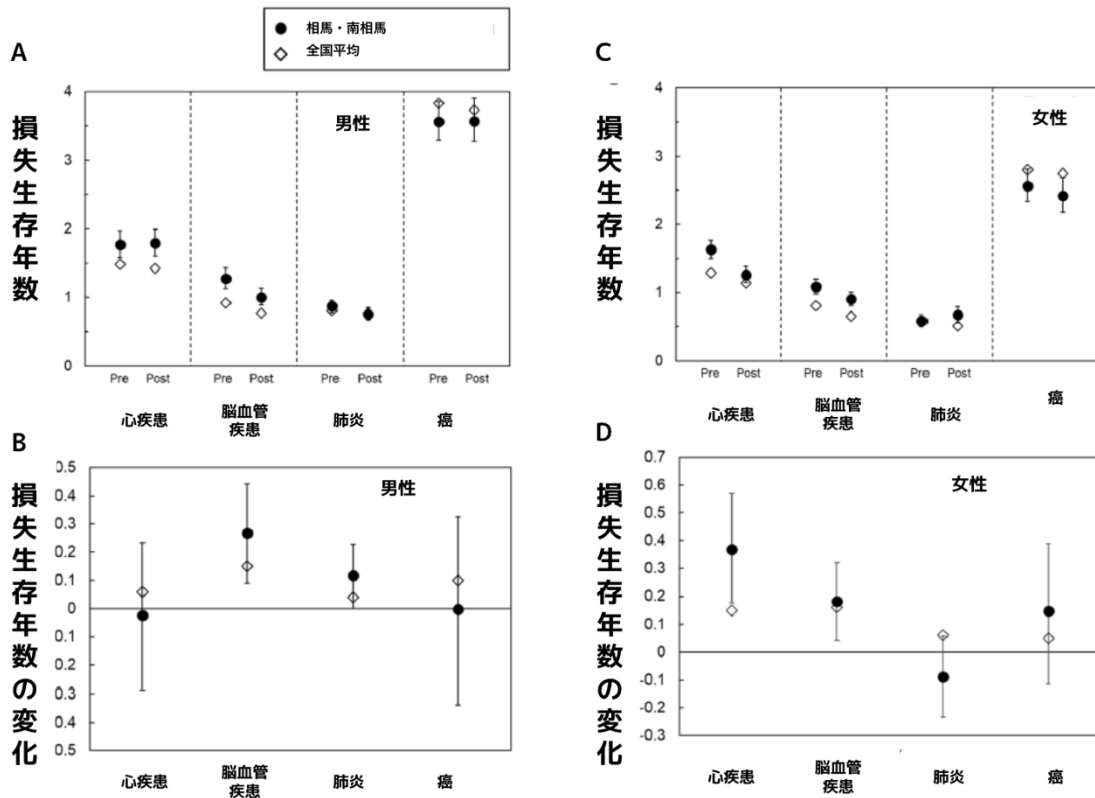 相馬・南相馬
全国平均
A
損失生存年数
4
3
2
1
0
男性
Pre Post Pre Post Pre Post Pre Post
心疾患 脳血管疾患 肺炎 癌
C
損失生存年数
4
3
2
1
0
女性
Pre Post Pre Post Pre Post
心疾患 脳血管疾患 肺炎 癌
B
損失生存年数の変化
0.5
0.4
0.3
0.2
0.1
0
0.1
0.2
0.3
0.4
0.5
男性
心疾患 脳血管疾患 肺炎 癌
D
損失生存年数の変化
0.7
0.6
0.5
0.4
0.3
0.2
0.1
0
-0.1
-0.2
-0.3
女性
心疾患 脳血管疾患 肺炎 癌